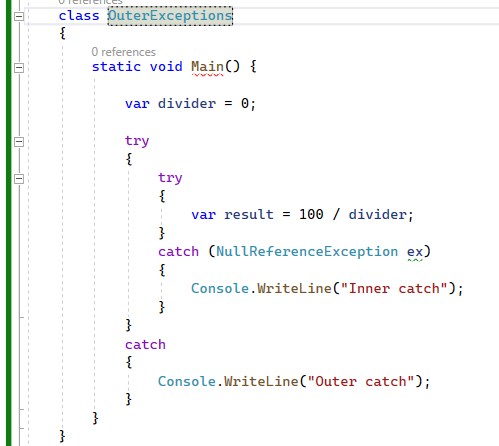 0 references
class OuterExceptions
{
0 references
static void Main() {
var divider = 0;
try
{
try
{
var result = 100 / divider;
}
catch (NullReferenceException ex)
{
Console.WriteLine("Inner catch");
}
}
catch
{
Console.WriteLine("Outer catch");
}
}
}